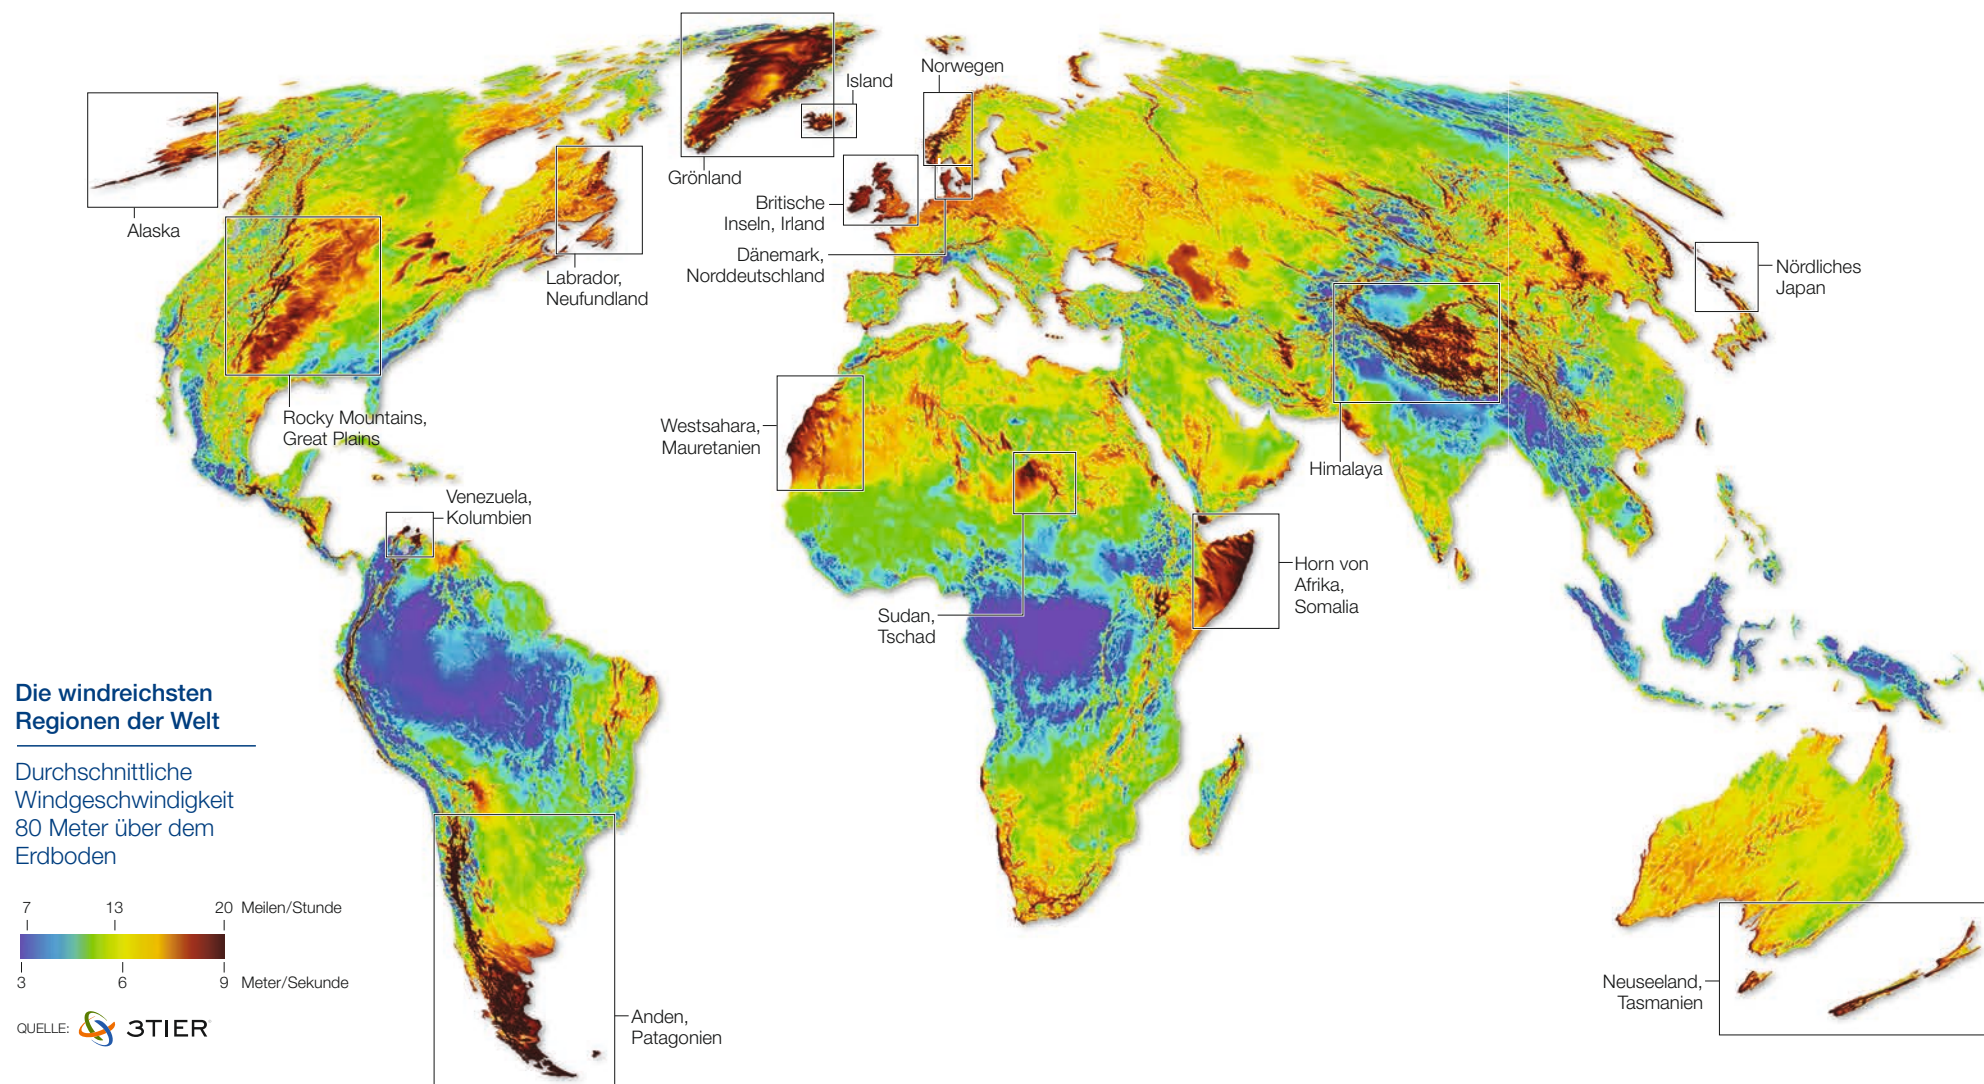 Norwegen
Island
Grönland
Alaska
Britische
Inseln, Irland
Dänemark,
Norddeutschland
Labrador,
Neufundland
Nördliches
Japan
Rocky Mountains,
Great Plains
Westsahara,
Mauretanien
Himalaya
Venezuela,
Kolumbien
Horn von
Afrika,
Somalia
Sudan,
Tschad
Die windreichsten
Regionen der Welt
Durchschnittliche
Windgeschwindigkeit
80 Meter über dem
Erdboden
7 13 20 Meilen/Stunde
3 6 9 Meter/Sekunde
QUELLE: 3TIER
Anden,
Patagonien
Neuseeland,
Tasmanien